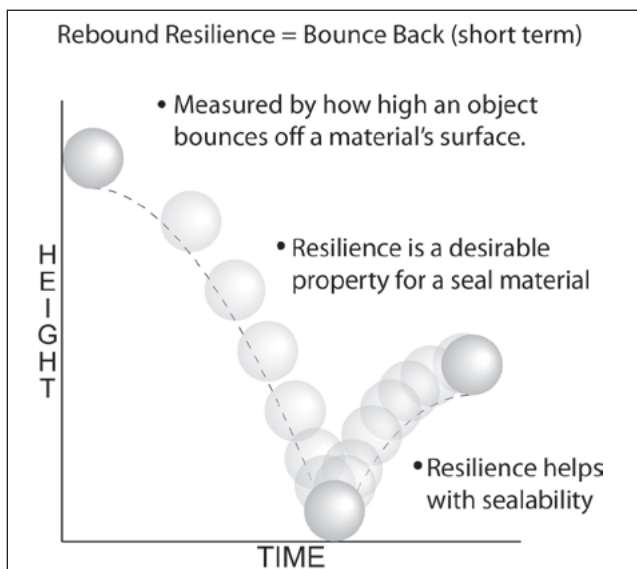 Rebound Resilience = Bounce Back (short term)
• Measured by how high an object
bounces off a material's surface.
• Resilience is a desirable
property for a seal material
HEIGHT
• Resilience helps
with sealability
TIME